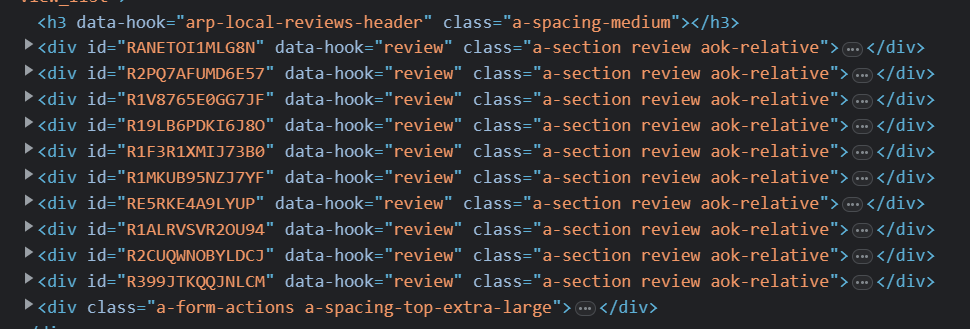 view_list">
<h3 data-hook="arp-local-reviews-header" class="a-spacing-medium"></h3>
<div id="RANETOI1MLG8N" data-hook="review" class="a-section review aok-relative">…</div>
<div id="R2PQ7AFUMD6E57" data-hook="review" class="a-section review aok-relative">…</div>
<div id="R1V8765E0GG7JF" data-hook="review" class="a-section review aok-relative">…</div>
<div id="R19LB6PDKI6J8O" data-hook="review" class="a-section review aok-relative">…</div>
<div id="R1F3R1XMIJ73B0" data-hook="review" class="a-section review aok-relative">…</div>
<div id="R1MKUB95NZJ7YF" data-hook="review" class="a-section review aok-relative">…</div>
<div id="RE5RKE4A9LYUP" data-hook="review" class="a-section review aok-relative">…</div>
<div id="R1ALRVSVR2OU94" data-hook="review" class="a-section review aok-relative">…</div>
<div id="R2CUQWNOBYLDCJ" data-hook="review" class="a-section review aok-relative">…</div>
<div id="R399JTKQQJNLCM" data-hook="review" class="a-section review aok-relative">…</div>
<div class="a-form-actions a-spacing-top-extra-large">…</div>